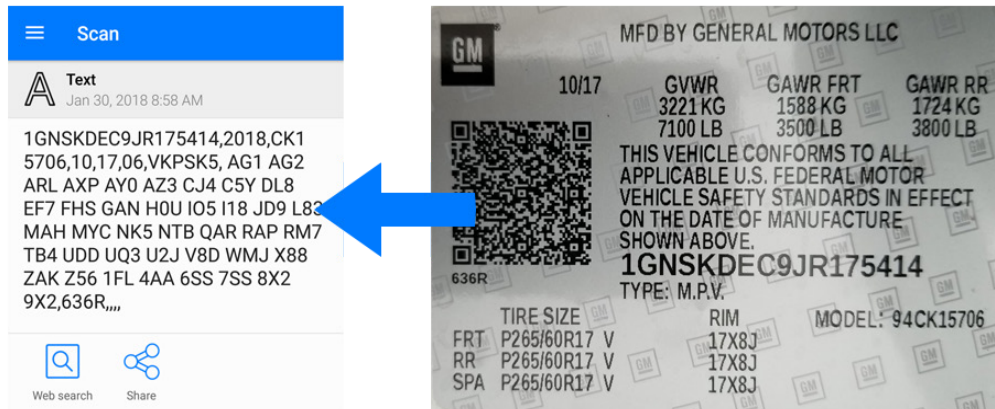 Scan
Text
Jan 30, 2018 8:58 AM
1GNSKDEC9JR175414,2018,CK1
5706,10,17,06,VKPSK5, AG1 AG2
ARL AXP AY0 AZ3 CJ4 C5Y DL8
EF7 FHS GAN H0U IO5 I18 JD9 L83
MAH MYC NK5 NTB QAR RAP RM7
TB4 UDD UQ3 U2J V8D WMJ X88
ZAK Z56 1FL 4AA 6SS 7SS 8X2
9X2,636R,,,,
Web search Share
GM
MFD BY GENERAL MOTORS LLC
10/17 GVWR GAWR FRT GAWR RR
3221 KG 1588 KG 1724 KG
7100 LB 3500 LB 3800 LB
THIS VEHICLE CONFORMS TO ALL
APPLICABLE U.S. FEDERAL MOTOR
VEHICLE SAFETY STANDARDS IN EFFECT
ON THE DATE OF MANUFACTURE
SHOWN ABOVE.
636R
1GNSKDEC9JR175414
TYPE: M.P.V.
TIRE SIZE RIM MODEL: 94CK15706
FRT P265/60R17 V 17X8J
RR P265/60R17 V 17X8J
SPA P265/60R17 V 17X8J